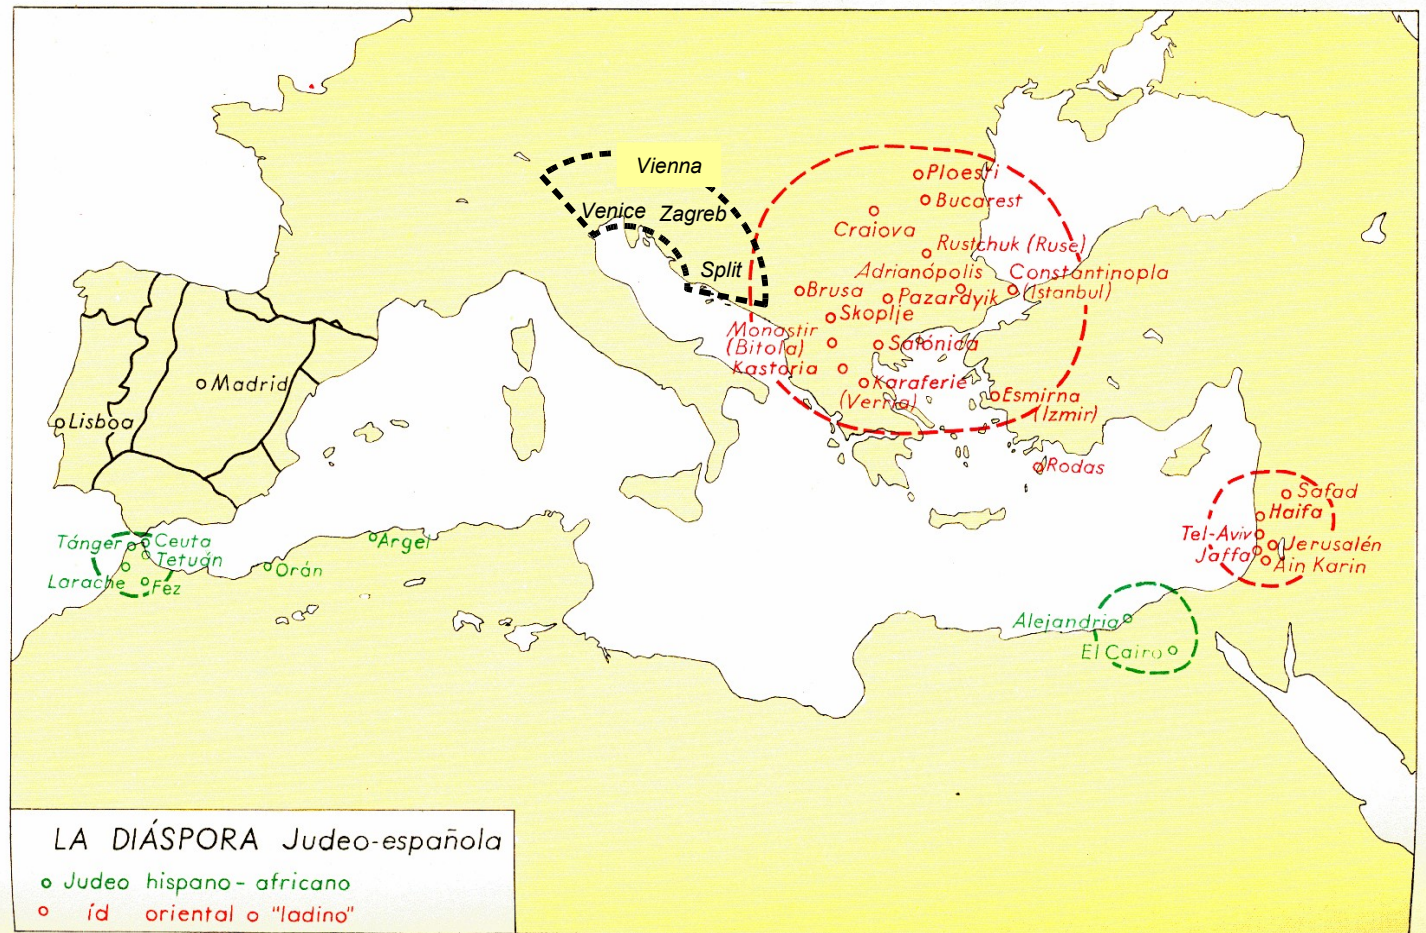 Vienna
Venice Zagreb
Split
Ploesti
Bucarest
Craiova
Rustchuk (Ruse)
Adrianópolis
Constantinopla
(Istanbul)
Brusa
Pazardyik
Skoplje
Monastir
(Bitola)
Salónica
Kastoria
Karaferie
(Verria)
Esmirna
(Izmir)
Rodas
Madrid
Lisboa
Tánger
Ceuta
Tetuán
Larache
Fez
Orán
Argel
Safad
Haifa
Tel-Aviv
Jerusalén
Jaffa
Ain Karin
Alejandria
El Cairo
LA DIÁSPORA Judeo-española
Judeo hispano-africano
íd oriental o "ladino"